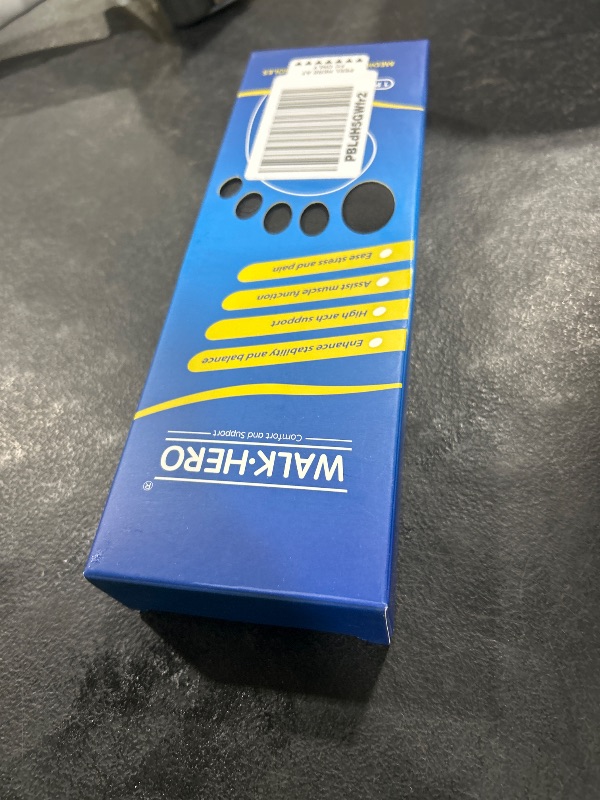 WALK·HERO®
Comfort and Support
Enhance stability and balance
High arch support
Assist muscle function
Ease stress and pain
PBLdH5GWfr2